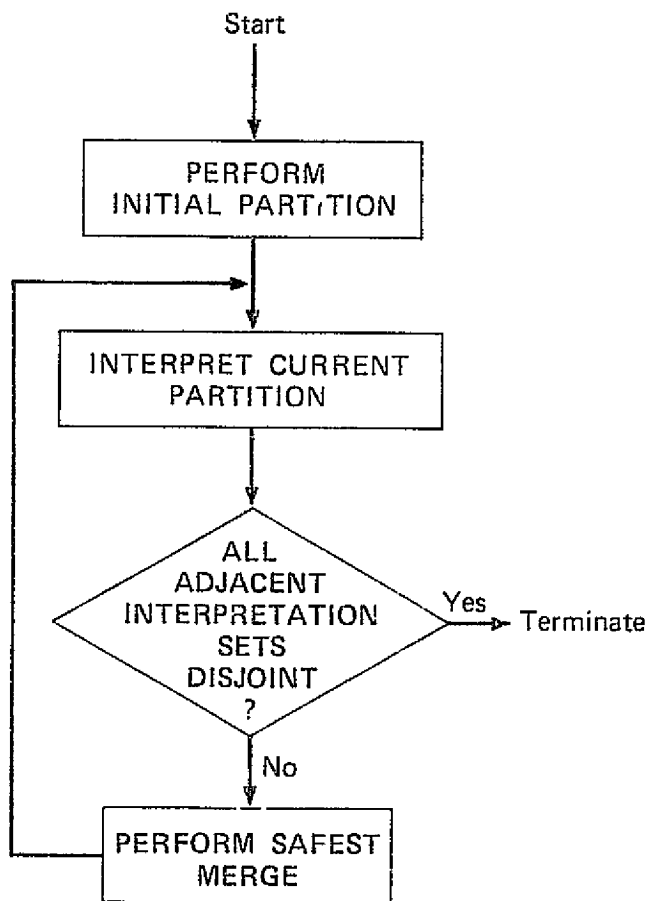 Start
PERFORM
INITIAL PARTITION
INTERPRET CURRENT
PARTITION
ALL
ADJACENT
INTERPRETATION
SETS
DISJOINT
?
Yes
Terminate
No
PERFORM SAFEST
MERGE